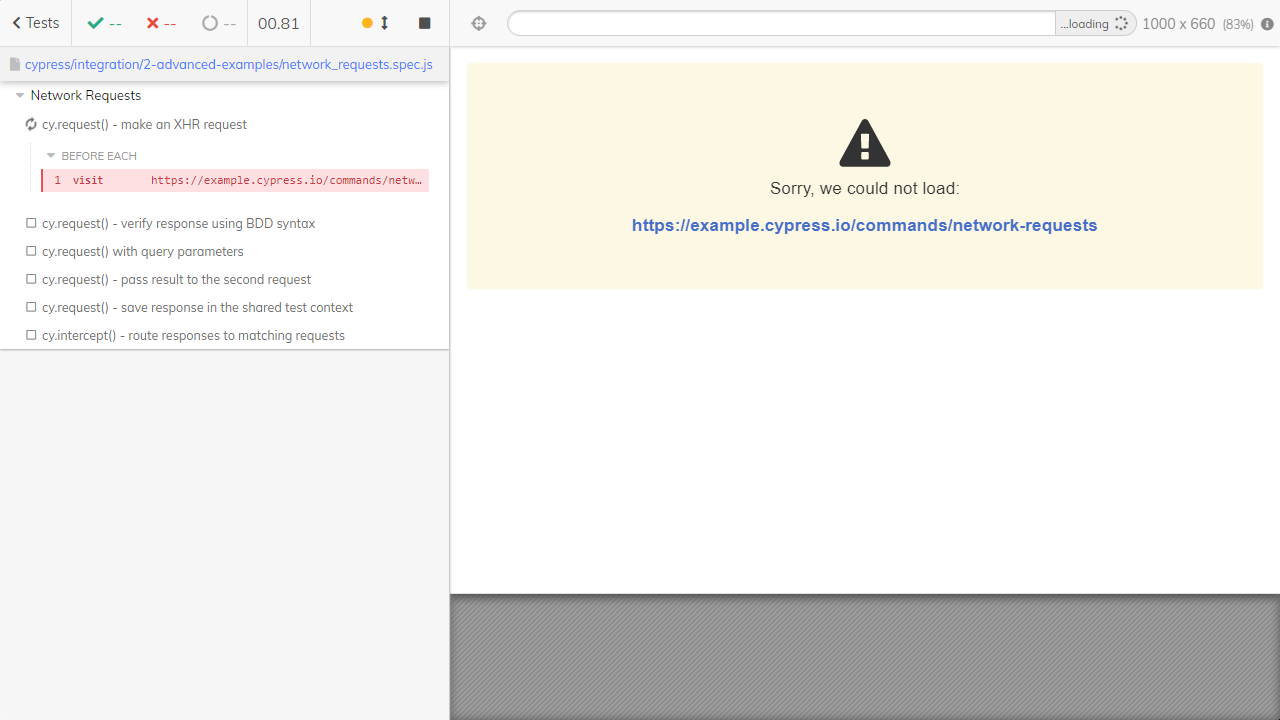 Tests
--
--
--
00.81
...loading
1000 x 660 (83%)
cypress/integration/2-advanced-examples/network_requests.spec.js
Network Requests
cy.request() - make an XHR request
BEFORE EACH
1 visit https://example.cypress.io/commands/netw…
cy.request() - verify response using BDD syntax
cy.request() with query parameters
cy.request() - pass result to the second request
cy.request() - save response in the shared test context
cy.intercept() - route responses to matching requests
Sorry, we could not load:
https://example.cypress.io/commands/network-requests